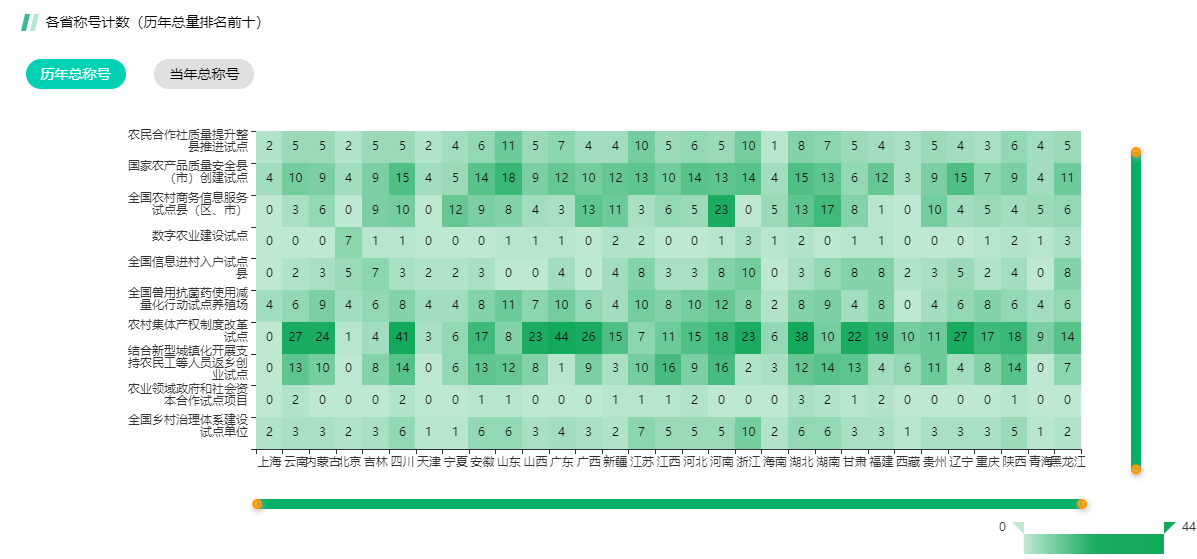 各省称号计数（历年总量排名前十）
历年总称号 当年总称号
农民合作社质量提升整
县推进试点
2 5 5 2 5 5 2 4 6 11 5 7 4 4 10 5 6 5 10 1 8 7 5 4 3 5 4 3 6 4 5
国家农产品质量安全县
（市）创建试点
4 10 9 4 9 15 4 5 14 18 9 12 10 12 13 10 14 13 14 4 15 13 6 12 3 9 15 7 9 4 11
全国农村商务信息服务
试点县（区、市）
0 3 6 0 9 10 0 12 9 8 4 3 13 11 3 6 5 23 0 5 13 17 8 1 0 10 4 5 4 5 6
数字农业建设试点
0 0 0 7 1 1 0 0 0 1 1 1 0 2 2 0 0 1 3 1 2 0 1 1 0 0 0 1 2 1 3
全国信息进村入户试点
县
0 2 3 5 7 3 2 2 3 0 0 4 0 4 8 3 3 8 10 0 3 6 8 8 2 3 5 2 4 0 8
全国兽用抗菌药使用减
量化行动试点养殖场
4 6 9 4 6 8 4 4 8 11 7 10 6 4 10 8 10 12 8 2 8 9 4 8 0 4 6 8 6 4 6
农村集体产权制度改革
试点
0 27 24 1 4 41 3 6 17 8 23 44 26 15 7 11 15 18 23 6 38 10 22 19 10 11 27 17 18 9 14
结合新型城镇化开展支
持农民工等人员返乡创
业试点
0 13 10 0 8 14 0 6 13 12 8 1 9 3 10 16 9 16 2 3 12 14 13 4 6 11 4 8 14 0 7
农业领域政府和社会资
本合作试点项目
0 2 0 0 0 2 0 0 1 1 0 0 0 1 1 1 2 0 0 0 3 2 1 2 0 0 0 0 1 0 0
全国乡村治理体系建设
试点单位
2 3 3 2 3 6 1 1 6 6 3 4 3 2 7 5 5 5 10 2 6 6 3 3 1 3 3 3 5 1 2
上海 云南 内蒙古 北京 吉林 四川 天津 宁夏 安徽 山东 山西 广东 广西 新疆 江苏 江西 河北 河南 浙江 海南 湖北 湖南 甘肃 福建 西藏 贵州 辽宁 重庆 陕西 青海 黑龙江
0 44